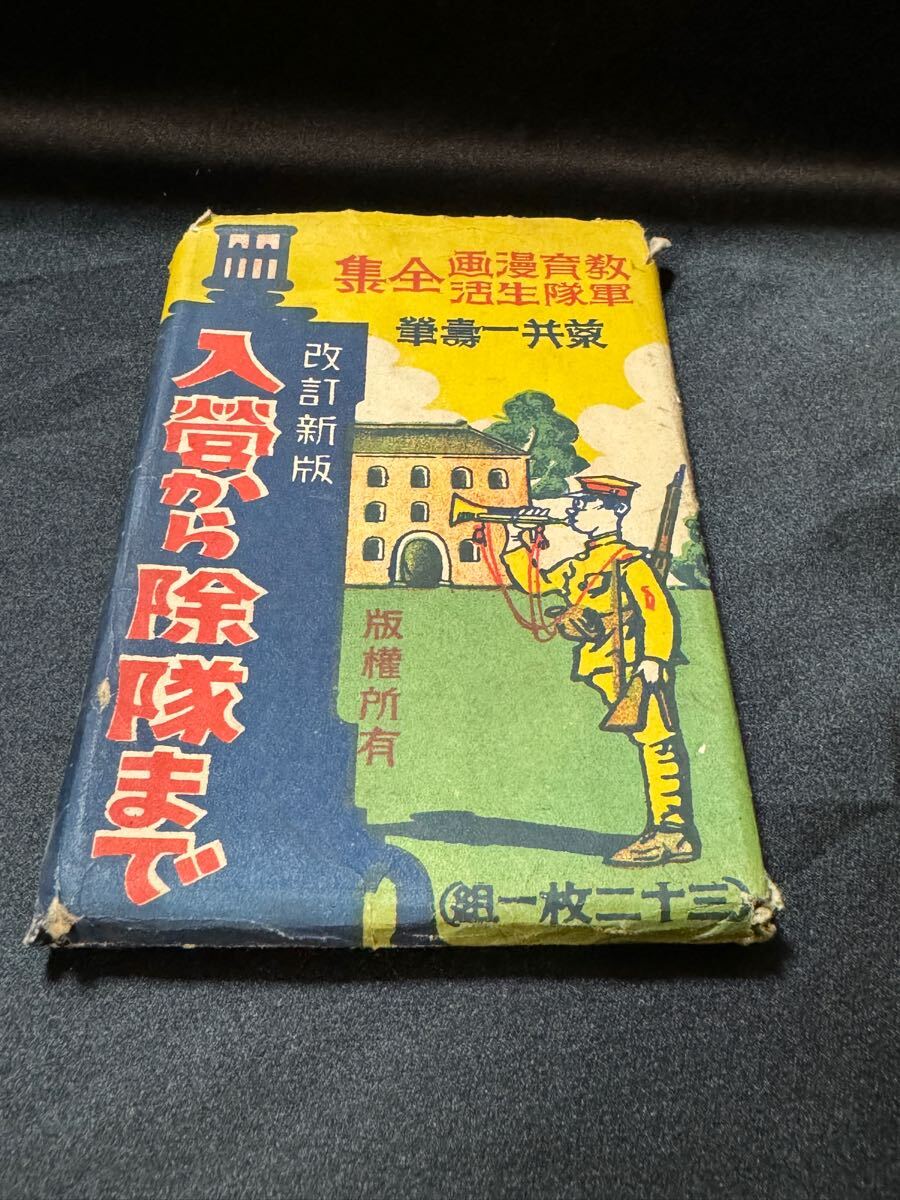 教育漫画
軍隊生活
全集
井一壽筆
改訂新版
入營から除隊まで
版權所有
(三十二枚一組)